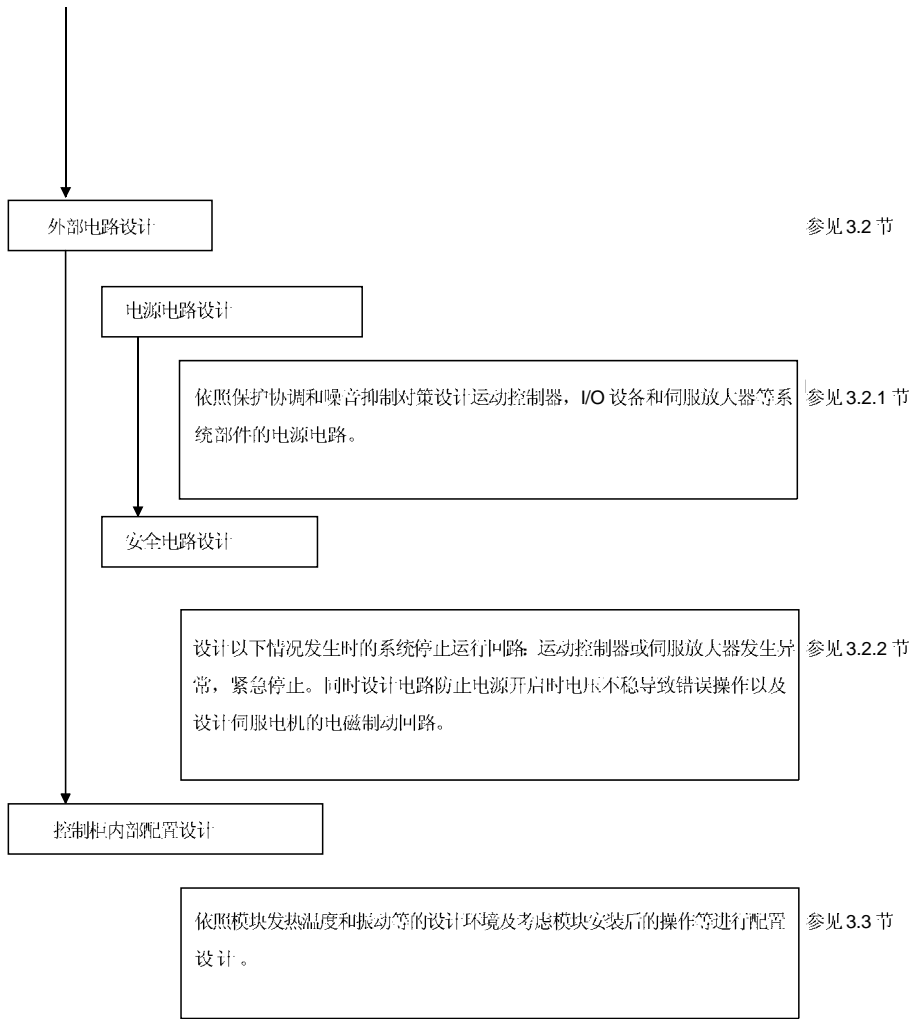 外部电路设计 参见 3.2 节
电源电路设计
依照保护协调和噪音抑制对策设计运动控制器，I/O 设备和伺服放大器等系 参见 3.2.1 节
统部件的电源电路。
安全电路设计
设计以下情况发生时的系统停止运行回路: 运动控制器或伺服放大器发生异 参见 3.2.2 节
常，紧急停止。同时设计电路防止电源开启时电压不稳导致错误操作以及
设计伺服电机的电磁制动回路。
控制柜内部配置设计
依照模块发热温度和振动等的设计环境及考虑模块安装后的操作等进行配置 参见 3.3 节
设计。